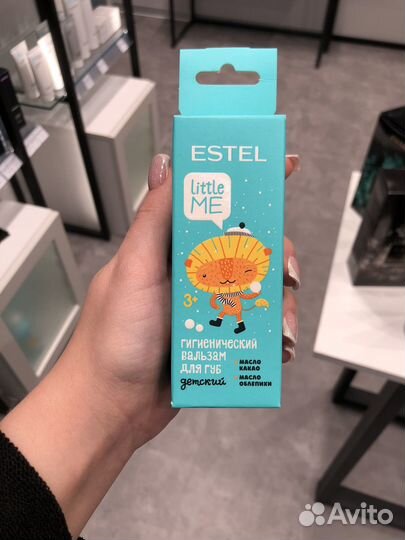 ESTEL
little
ME
3+
ГИГИЕНИЧЕСКИЙ
БАЛЬЗАМ
ДЛЯ ГУБ
детский
МАСЛО
КАКАО
МАСЛО
ОБЛЕПИХИ
Avito